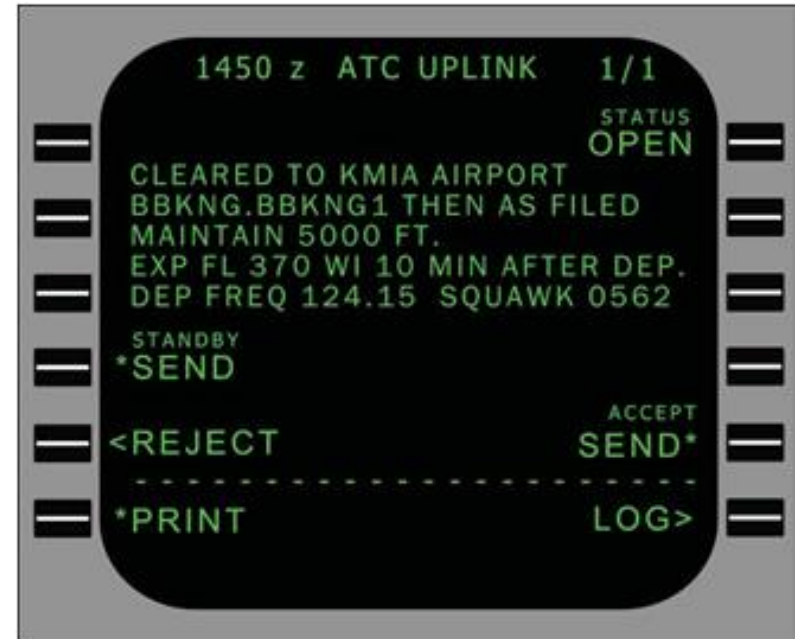 1450 z ATC UPLINK 1/1
STATUS
OPEN
CLEARED TO KMIA AIRPORT
BBKNG.BBKNG1 THEN AS FILED
MAINTAIN 5000 FT.
EXP FL 370 WI 10 MIN AFTER DEP.
DEP FREQ 124.15 SQUAWK 0562
STANDBY
*SEND
ACCEPT
<REJECT SEND*
- - - - - - - - - - - - - - - - - - - - - -
*PRINT LOG>